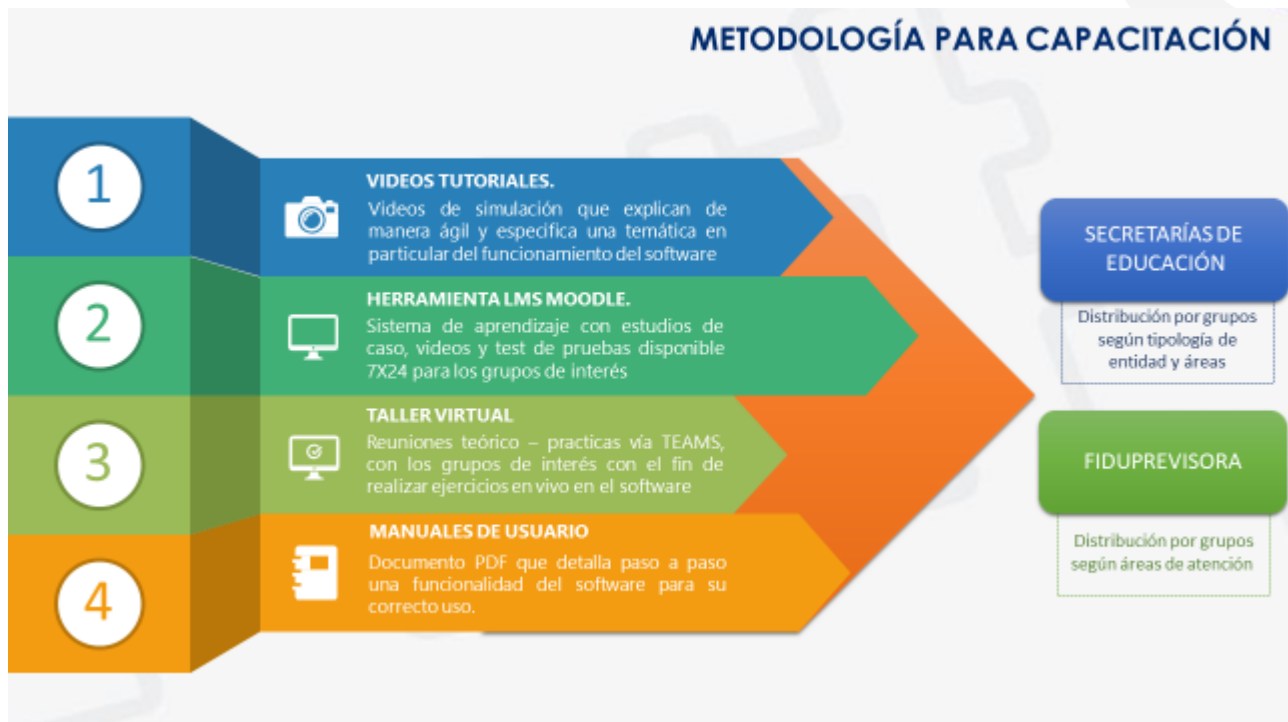 METODOLOGÍA PARA CAPACITACIÓN
1
VIDEOS TUTORIALES.
Videos de simulación que explican de
manera ágil y especifica una temática en
particular del funcionamiento del software
2
HERRAMIENTA LMS MOODLE.
Sistema de aprendizaje con estudios de
caso, videos y test de pruebas disponible
7X24 para los grupos de interés
3
TALLER VIRTUAL
Reuniones teórico – practicas vía TEAMS,
con los grupos de interés con el fin de
realizar ejercicios en vivo en el software
4
MANUALES DE USUARIO
Documento PDF que detalla paso a paso
una funcionalidad del software para su
correcto uso.
SECRETARÍAS DE
EDUCACIÓN
Distribución por grupos
según tipología de
entidad y áreas
FIDUPREVISORA
Distribución por grupos
según áreas de atención